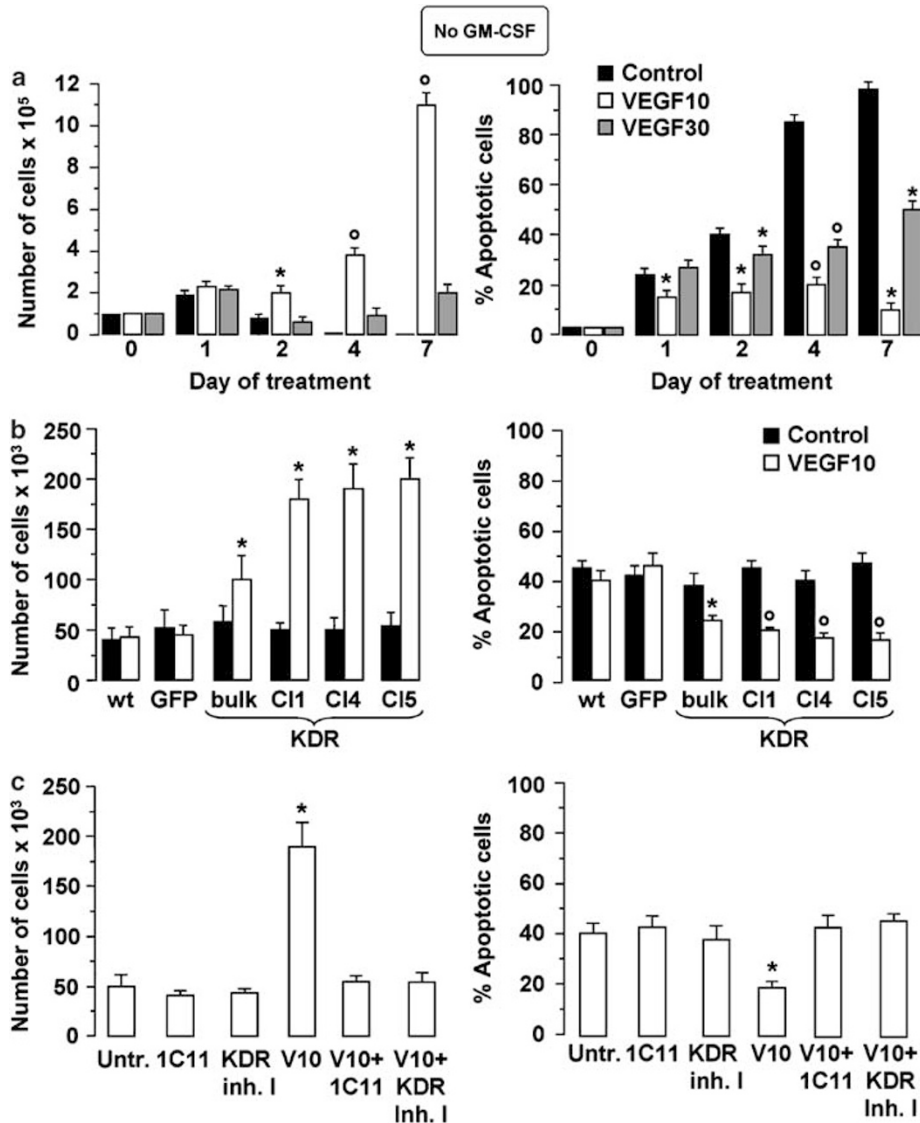 No GM-CSF
a
Number of cells x 10⁵
12
10
8
6
4
2
0
0 1 2 4 7
Day of treatment
% Apoptotic cells
100
80
60
40
20
0
Control
VEGF10
VEGF30
0 1 2 4 7
Day of treatment
* o o
* * * o o * *
b
Number of cells x 10³
250
200
150
100
50
0
* * * *
wt GFP bulk Cl1 Cl4 Cl5
KDR
% Apoptotic cells
100
80
60
40
20
0
Control
VEGF10
* o o o
wt GFP bulk Cl1 Cl4 Cl5
KDR
c
Number of cells x 10³
250
200
150
100
50
0
*
Untr. 1C11 KDR V10 V10+ V10+
inh. I 1C11 KDR
Inh. I
% Apoptotic cells
100
80
60
40
20
0
*
Untr. 1C11 KDR V10 V10+ V10+
inh. I 1C11 KDR
Inh. I